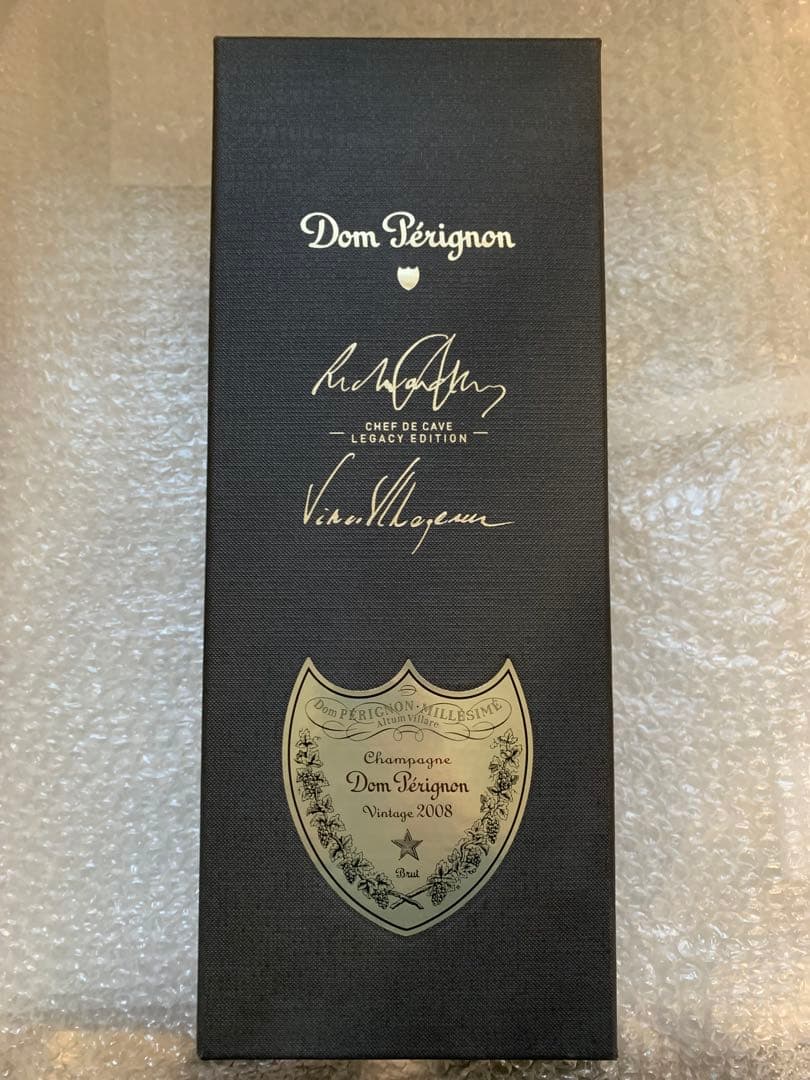 Dom Pérignon
CHEF DE CAVE
LEGACY EDITION
Dom PÉRIGNON · MILLÉSIMÉ
Altum Villare
Champagne
Dom Pérignon
Vintage 2008
Brut